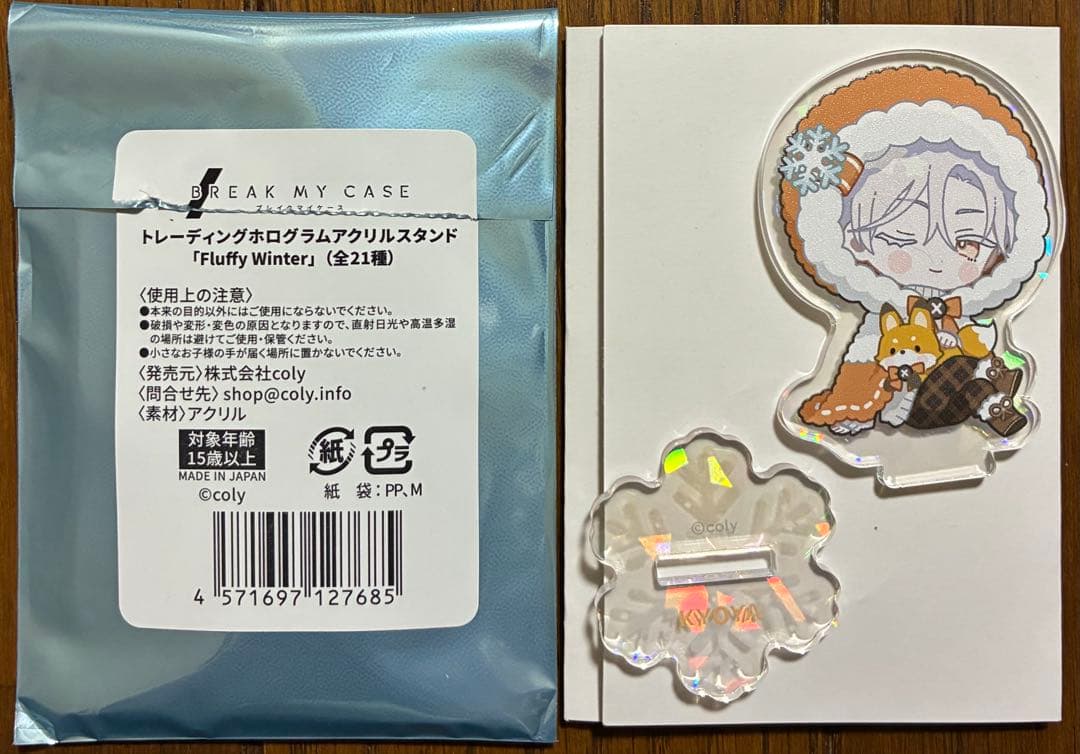 BREAK MY CASE
ブレイクマイケース
トレーディングホログラムアクリルスタンド
「Fluffy Winter」（全21種）
〈使用上の注意〉
●本来の目的以外にはご使用にならないでください。
●破損や変形・変色の原因となりますので、直射日光や高温多湿
の場所は避けてご使用・保管ください。
●小さなお子様の手が届く場所に置かないでください。
〈発売元〉株式会社coly
〈問合せ先〉shop@coly.info
〈素材〉アクリル
対象年齢
15歳以上
MADE IN JAPAN
©coly
紙
プラ
紙 袋：PP、M
4 571697 127685
©coly
KYOYA